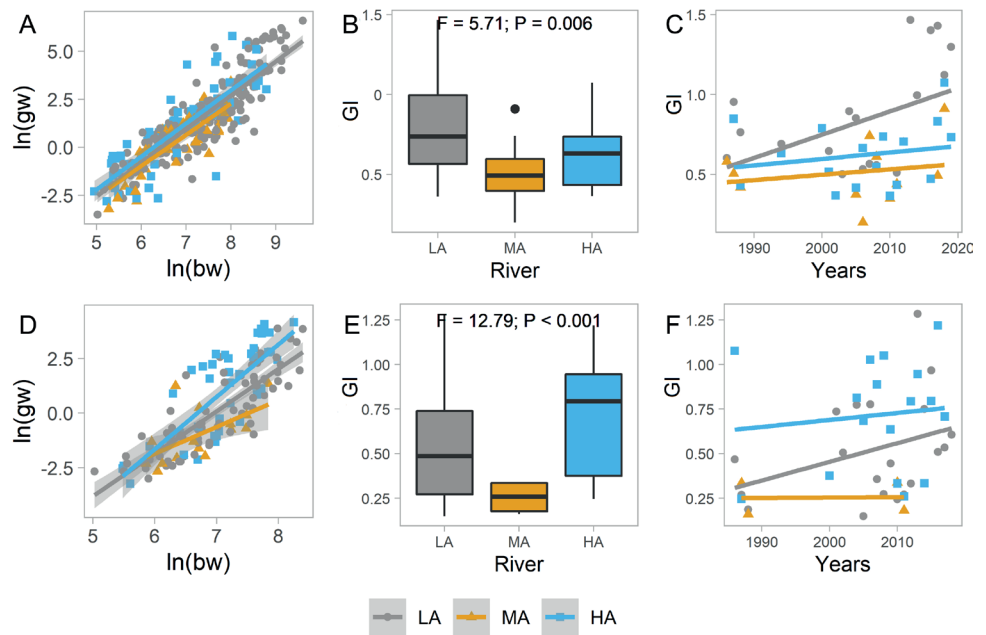 A
ln(gw)
5.0
2.5
0.0
-2.5
5
6
7
8
9
ln(bw)
B
F = 5.71; P = 0.006
GI
1.5
0
0.5
LA
MA
HA
River
C
GI
1.5
1.0
0.5
1990
2000
2010
2020
Years
D
ln(gw)
2.5
0.0
-2.5
5
6
7
8
ln(bw)
E
F = 12.79; P < 0.001
GI
1.25
1.00
0.75
0.50
0.25
LA
MA
HA
River
F
GI
1.25
1.00
0.75
0.50
0.25
1990
2000
2010
Years
LA
MA
HA